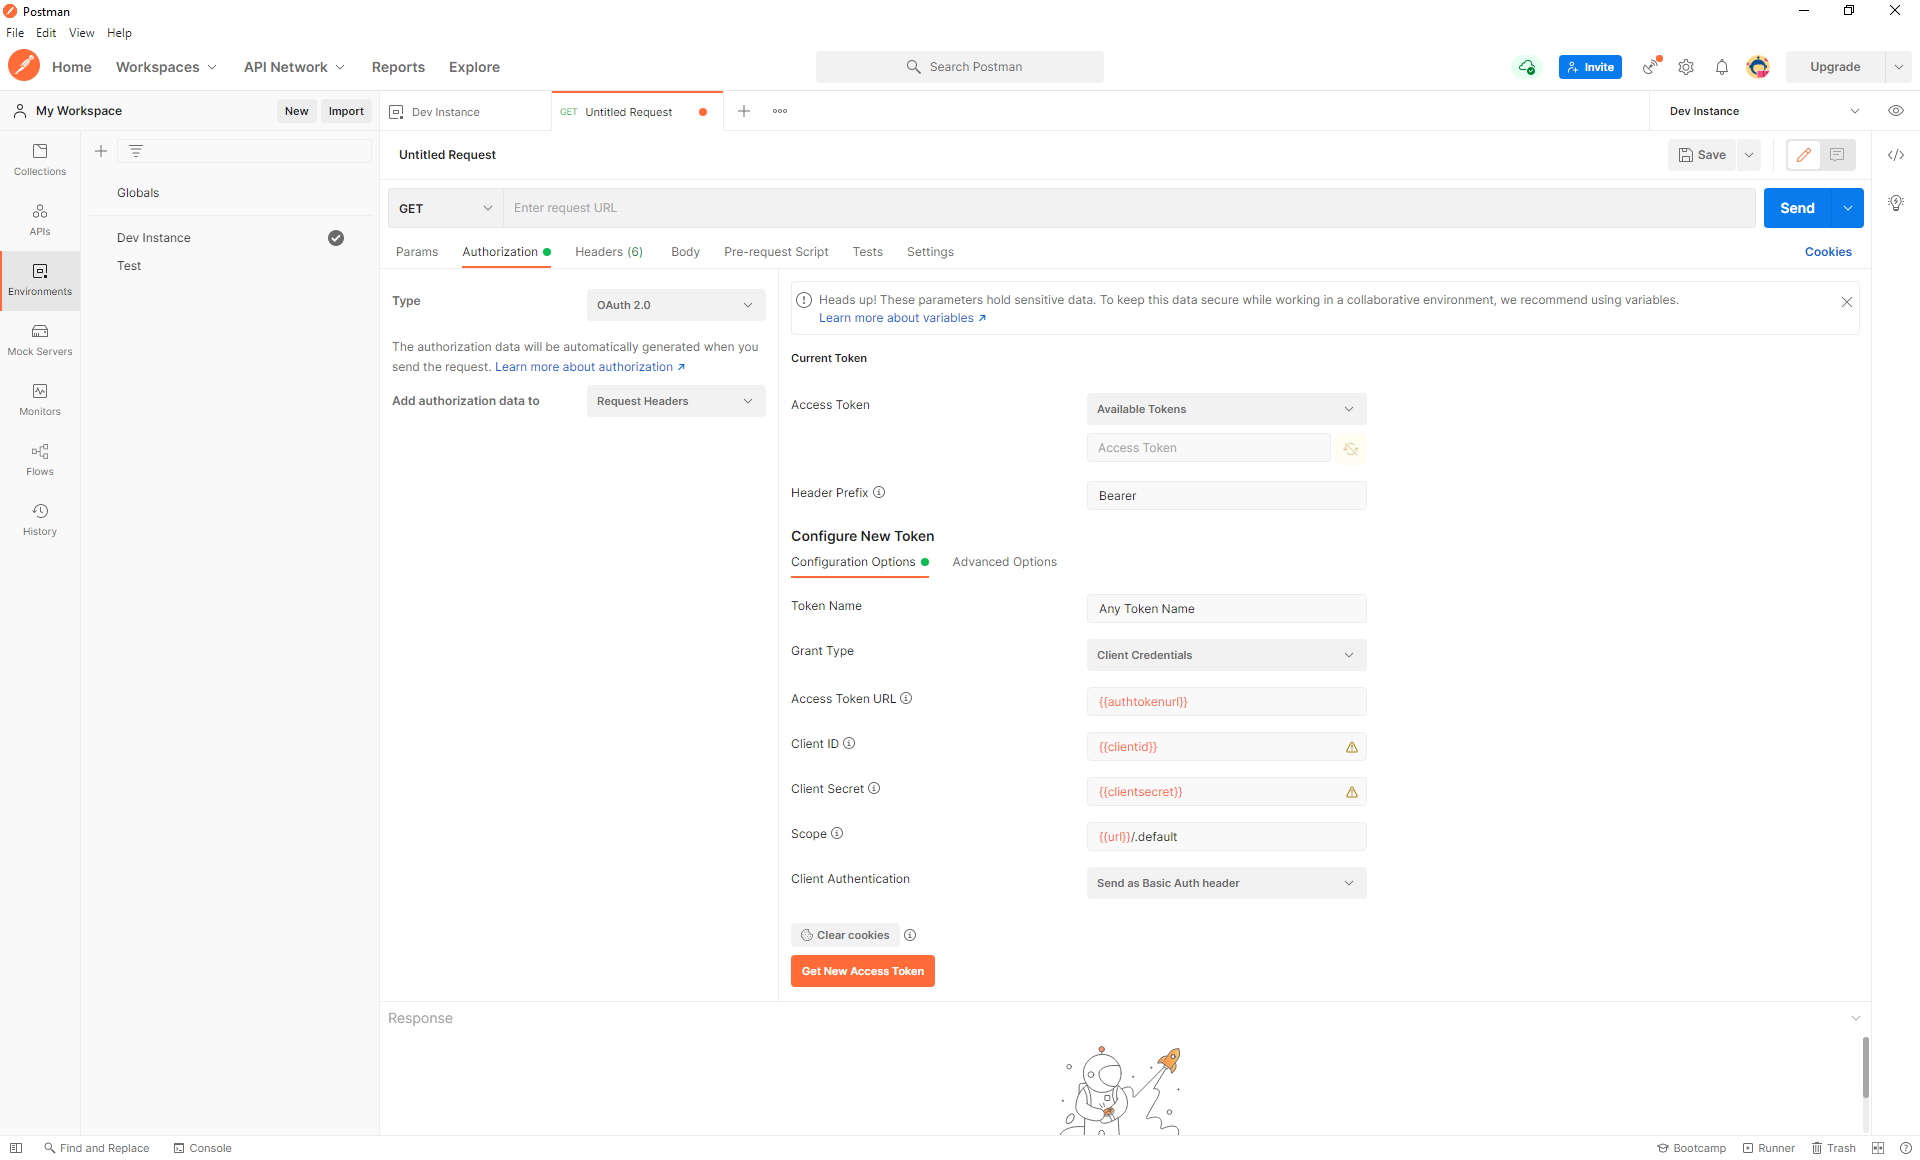 Postman
File Edit View Help
Home Workspaces API Network Reports Explore
Search Postman
Invite
Upgrade
My Workspace
New Import
Dev Instance
GET Untitled Request
Dev Instance
Collections
APIs
Environments
Mock Servers
Monitors
Flows
History
Globals
Dev Instance
Test
Untitled Request
Save
GET
Enter request URL
Send
Params Authorization Headers (6) Body Pre-request Script Tests Settings
Cookies
Type
OAuth 2.0
The authorization data will be automatically generated when you
send the request. Learn more about authorization ↗
Add authorization data to
Request Headers
Heads up! These parameters hold sensitive data. To keep this data secure while working in a collaborative environment, we recommend using variables.
Learn more about variables ↗
Current Token
Access Token
Available Tokens
Access Token
Header Prefix
Bearer
Configure New Token
Configuration Options Advanced Options
Token Name
Any Token Name
Grant Type
Client Credentials
Access Token URL
{{authtokenurl}}
Client ID
{{clientid}}
Client Secret
{{clientsecret}}
Scope
{{url}}/.default
Client Authentication
Send as Basic Auth header
Clear cookies
Get New Access Token
Response
Find and Replace Console
Bootcamp Runner Trash